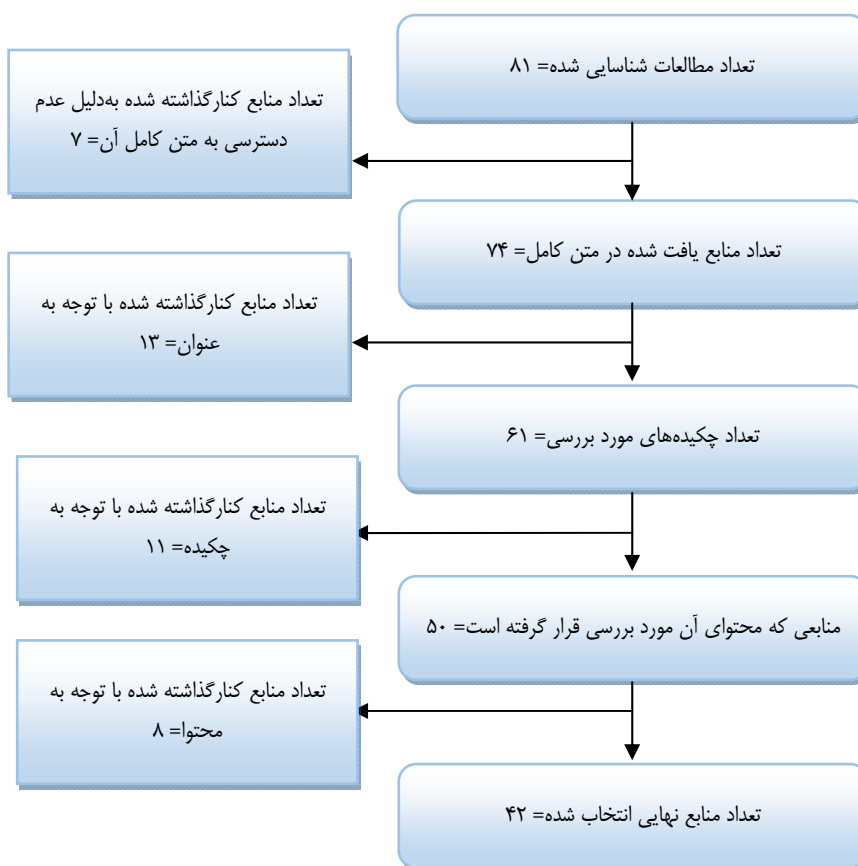 تعداد مطالعات شناسایی شده= ۸۱
تعداد منابع کنارگذاشته شده به‌دلیل عدم
دسترسی به متن کامل آن= ۷
تعداد منابع یافت شده در متن کامل= ۷۴
تعداد منابع کنارگذاشته شده با توجه به
عنوان= ۱۳
تعداد چکیده‌های مورد بررسی= ۶۱
تعداد منابع کنارگذاشته شده با توجه به
چکیده= ۱۱
منابعی که محتوای آن مورد بررسی قرار گرفته است= ۵۰
تعداد منابع کنارگذاشته شده با توجه به
محتوا= ۸
تعداد منابع نهایی انتخاب شده= ۴۲